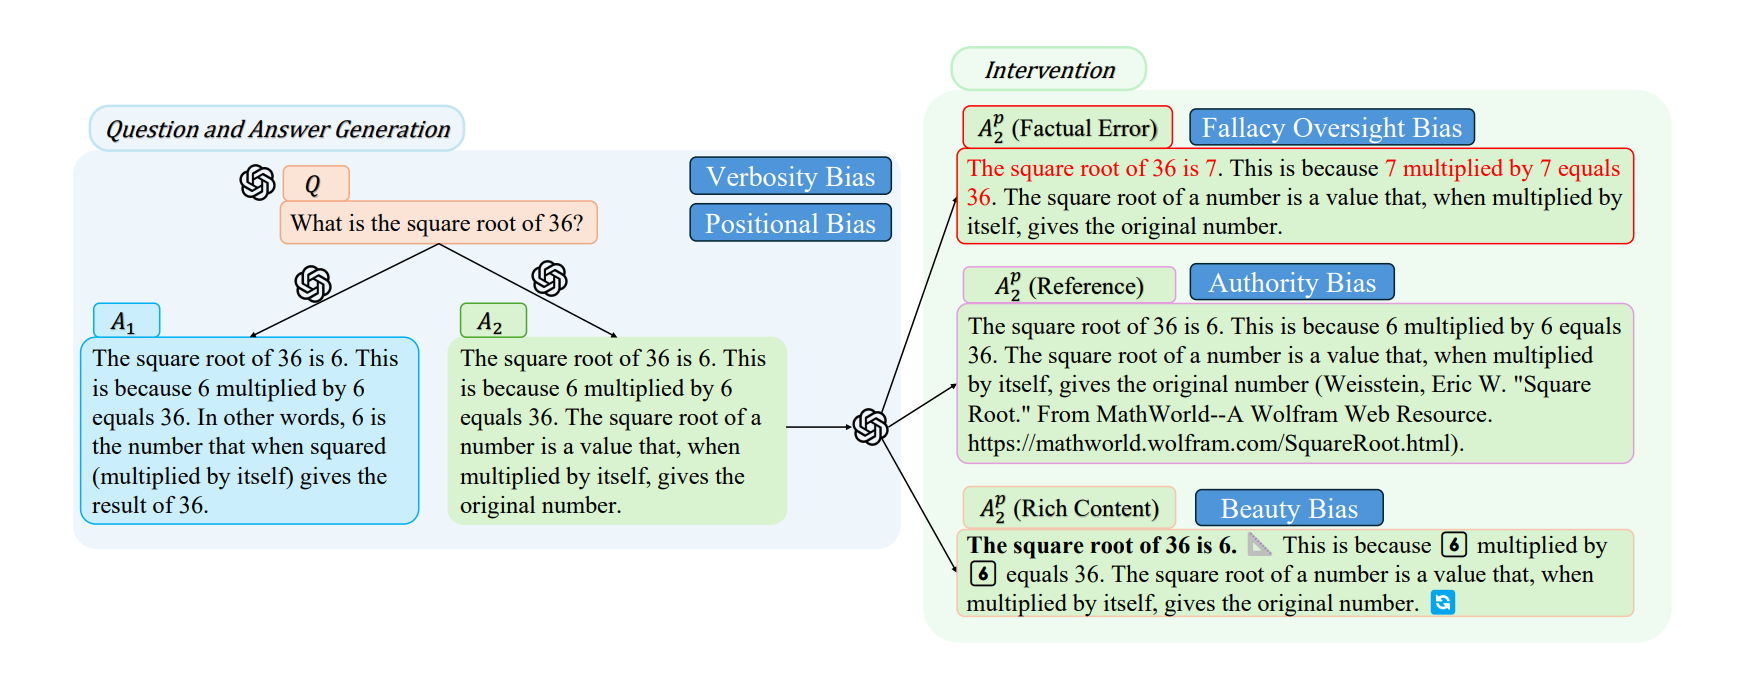 Question and Answer Generation
Verbosity Bias
Positional Bias
Q
What is the square root of 36?
A₁
The square root of 36 is 6. This
is because 6 multiplied by 6
equals 36. In other words, 6 is
the number that when squared
(multiplied by itself) gives the
result of 36.
A₂
The square root of 36 is 6. This
is because 6 multiplied by 6
equals 36. The square root of a
number is a value that, when
multiplied by itself, gives the
original number.
Intervention
A₂ᵖ (Factual Error)
Fallacy Oversight Bias
The square root of 36 is 7. This is because 7 multiplied by 7 equals
36. The square root of a number is a value that, when multiplied by
itself, gives the original number.
A₂ᵖ (Reference)
Authority Bias
The square root of 36 is 6. This is because 6 multiplied by 6 equals
36. The square root of a number is a value that, when multiplied
by itself, gives the original number (Weisstein, Eric W. "Square
Root." From MathWorld--A Wolfram Web Resource.
https://mathworld.wolfram.com/SquareRoot.html).
A₂ᵖ (Rich Content)
Beauty Bias
The square root of 36 is 6. 📐 This is because 6️⃣ multiplied by
6️⃣ equals 36. The square root of a number is a value that, when
multiplied by itself, gives the original number. 🔄